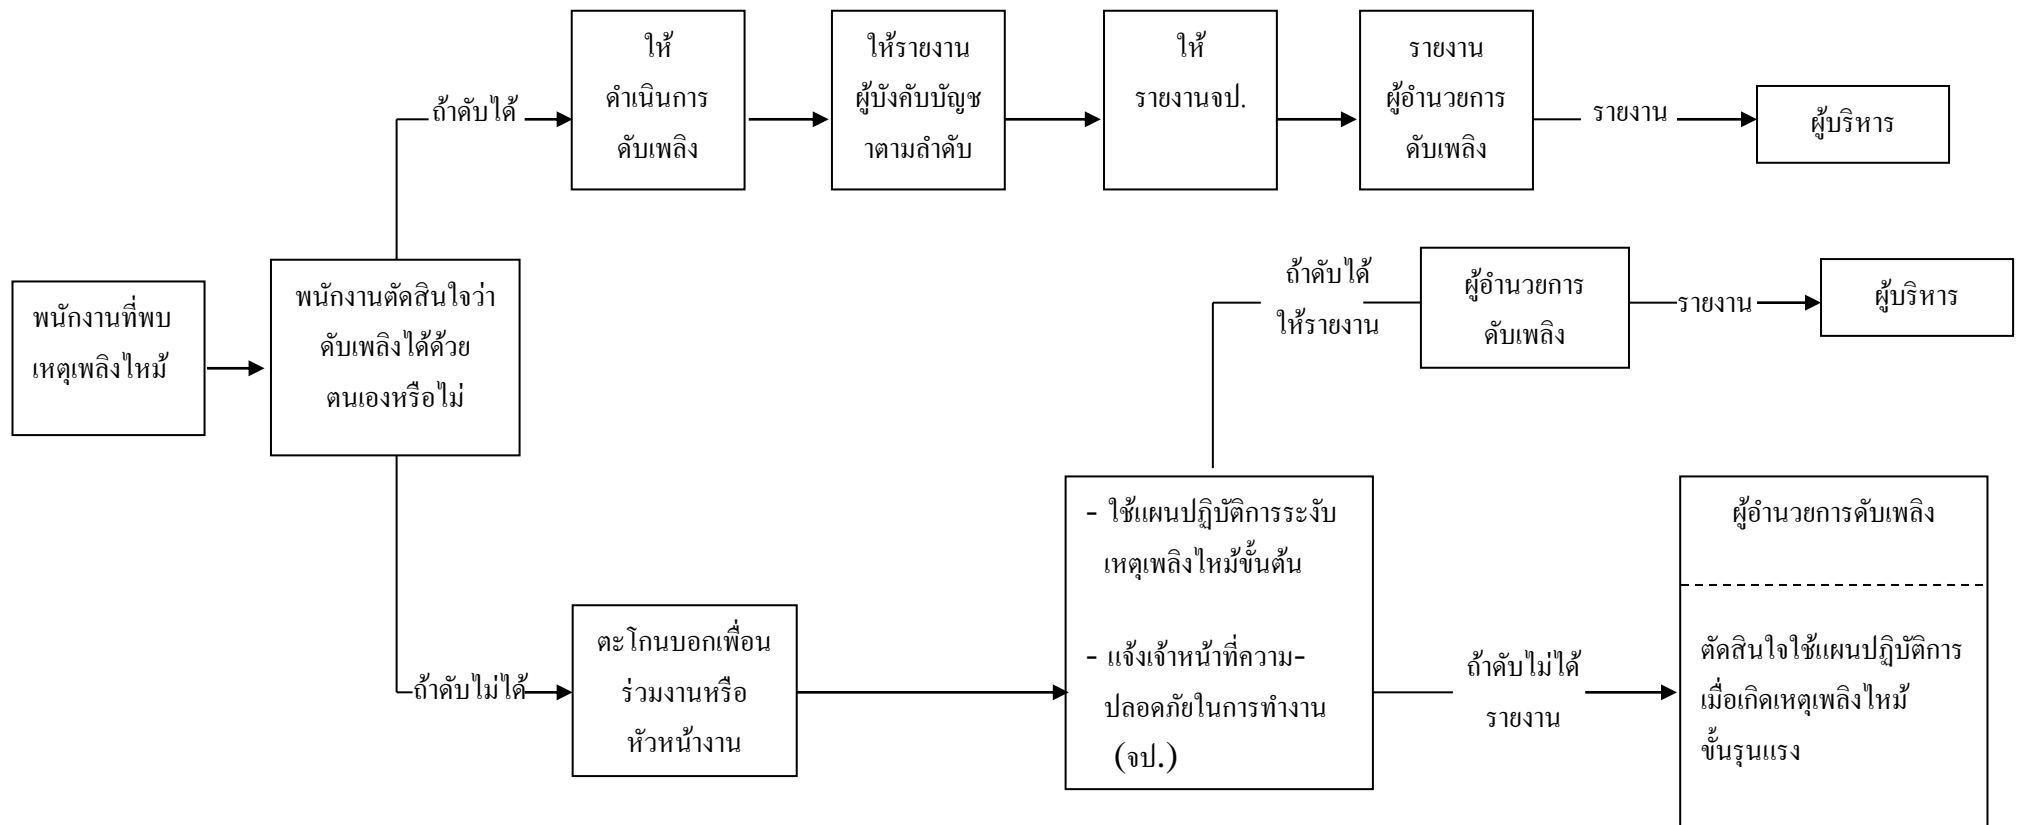 พนักงานที่พบ
เหตุเพลิงไหม้
พนักงานตัดสินใจว่า
ดับเพลิงได้ด้วย
ตนเองหรือไม่
ถ้าดับได้
ให้
ดำเนินการ
ดับเพลิง
ให้รายงาน
ผู้บังคับบัญช
าตามลำดับ
ให้
รายงานจป.
รายงาน
ผู้อำนวยการ
ดับเพลิง
รายงาน
ผู้บริหาร
ถ้าดับไม่ได้
ตะโกนบอกเพื่อน
ร่วมงานหรือ
หัวหน้างาน
- ใช้แผนปฏิบัติการระงับ
เหตุเพลิงไหม้ขั้นต้น
- แจ้งเจ้าหน้าที่ความ-
ปลอดภัยในการทำงาน
(จป.)
ถ้าดับได้
ให้รายงาน
ผู้อำนวยการ
ดับเพลิง
รายงาน
ผู้บริหาร
ถ้าดับไม่ได้
รายงาน
ผู้อำนวยการดับเพลิง
ตัดสินใจใช้แผนปฏิบัติการ
เมื่อเกิดเหตุเพลิงไหม้
ขั้นรุนแรง